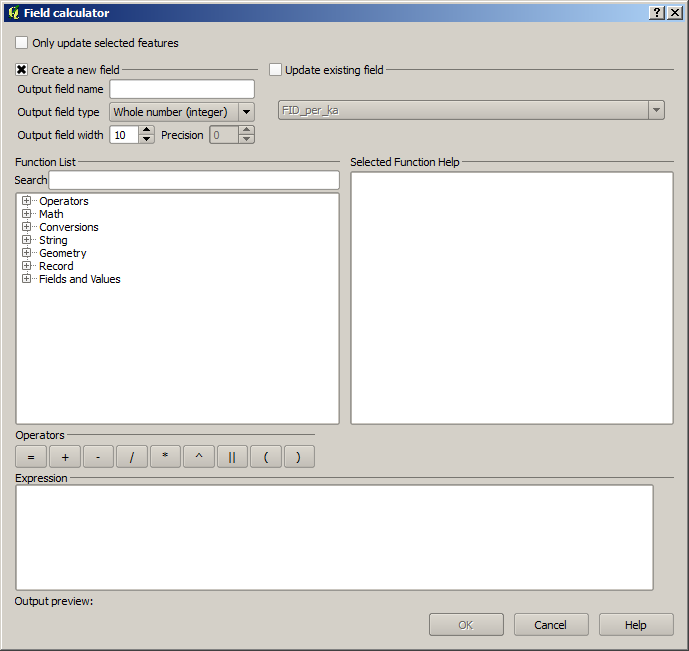 Field calculator
Only update selected features
Create a new field
Update existing field
Output field name
Output field type Whole number (integer)
FID_per_ka
Output field width 10 Precision 0
Function List
Selected Function Help
Search
Operators
Math
Conversions
String
Geometry
Record
Fields and Values
Operators
= + - / * ^ || ( )
Expression
Output preview:
OK Cancel Help